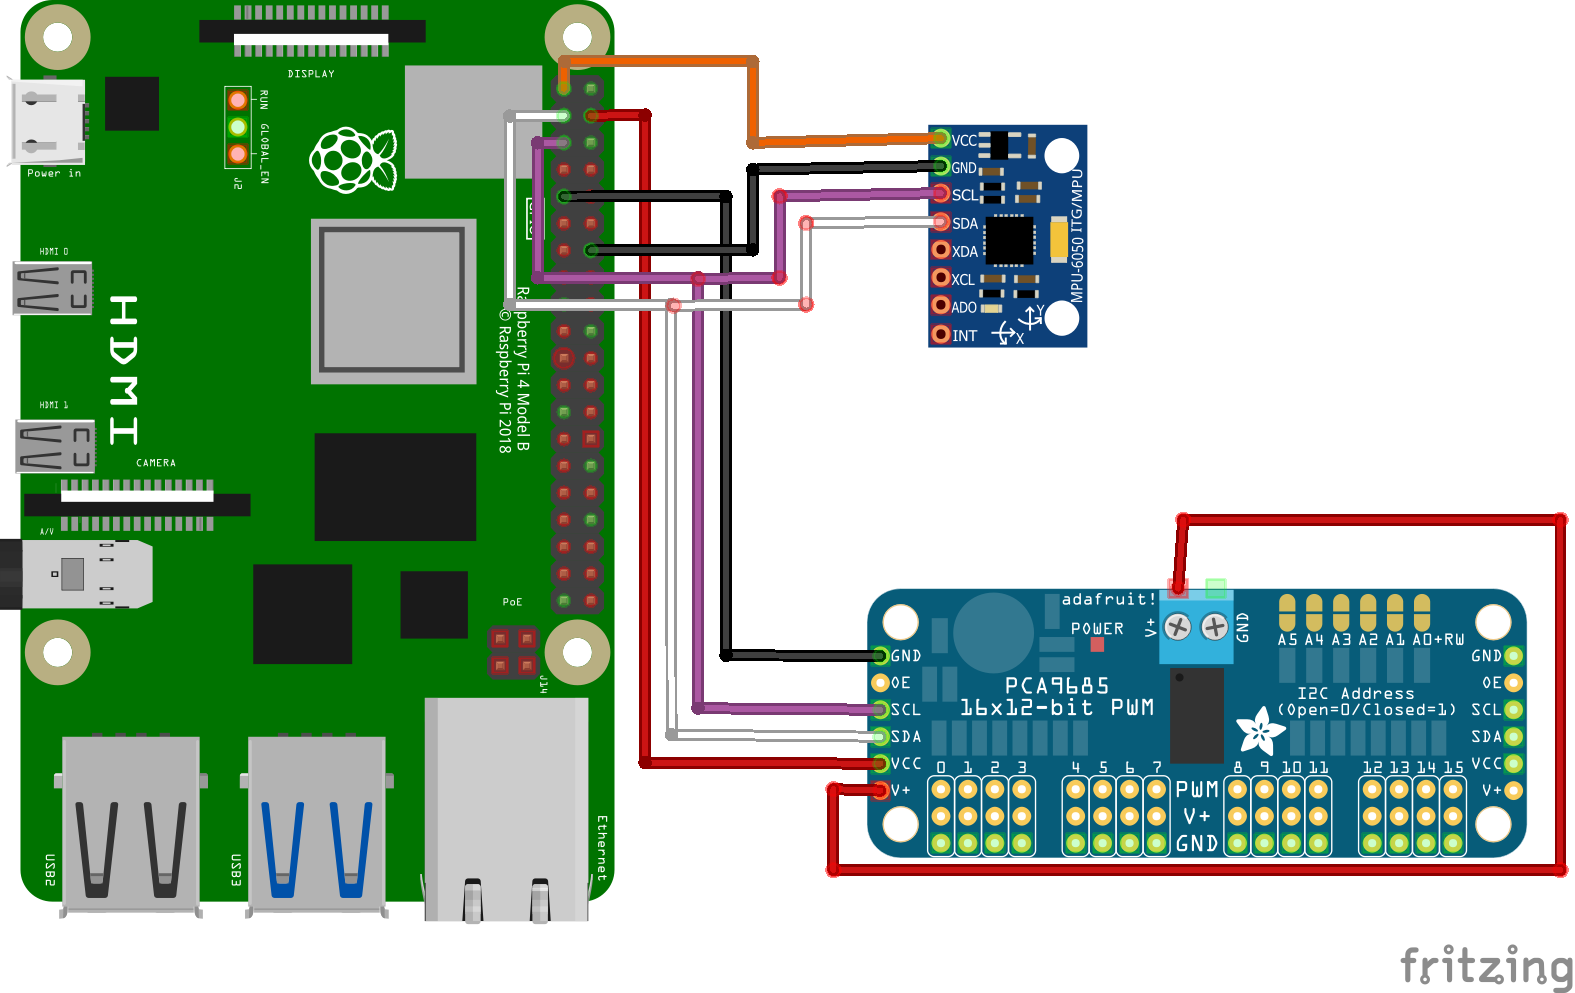 DISPLAY
RUN
GLOBAL_EN
J2
Power in
HDMI 0
HDMI
HDMI 1
CAMERA
A/V
Raspberry Pi 4 Model B
© Raspberry Pi 2018
PoE
J14
USB2
USB3
Ethernet
VCC
GND
SCL
SDA
XDA
XCL
ADO
INT
MPU-6050 ITG/MPU
Y
X
adafruit!
POWER
V+
GND
A5 A4 A3 A2 A1 A0+RW
GND
OE
SCL
SDA
VCC
V+
PCA9685
16x12-bit PWM
I2C Address
(Open=0/Closed=1)
GND
OE
SCL
SDA
VCC
V+
0 1 2 3 4 5 6 7 8 9 10 11 12 13 14 15
PWM
V+
GND
fritzing